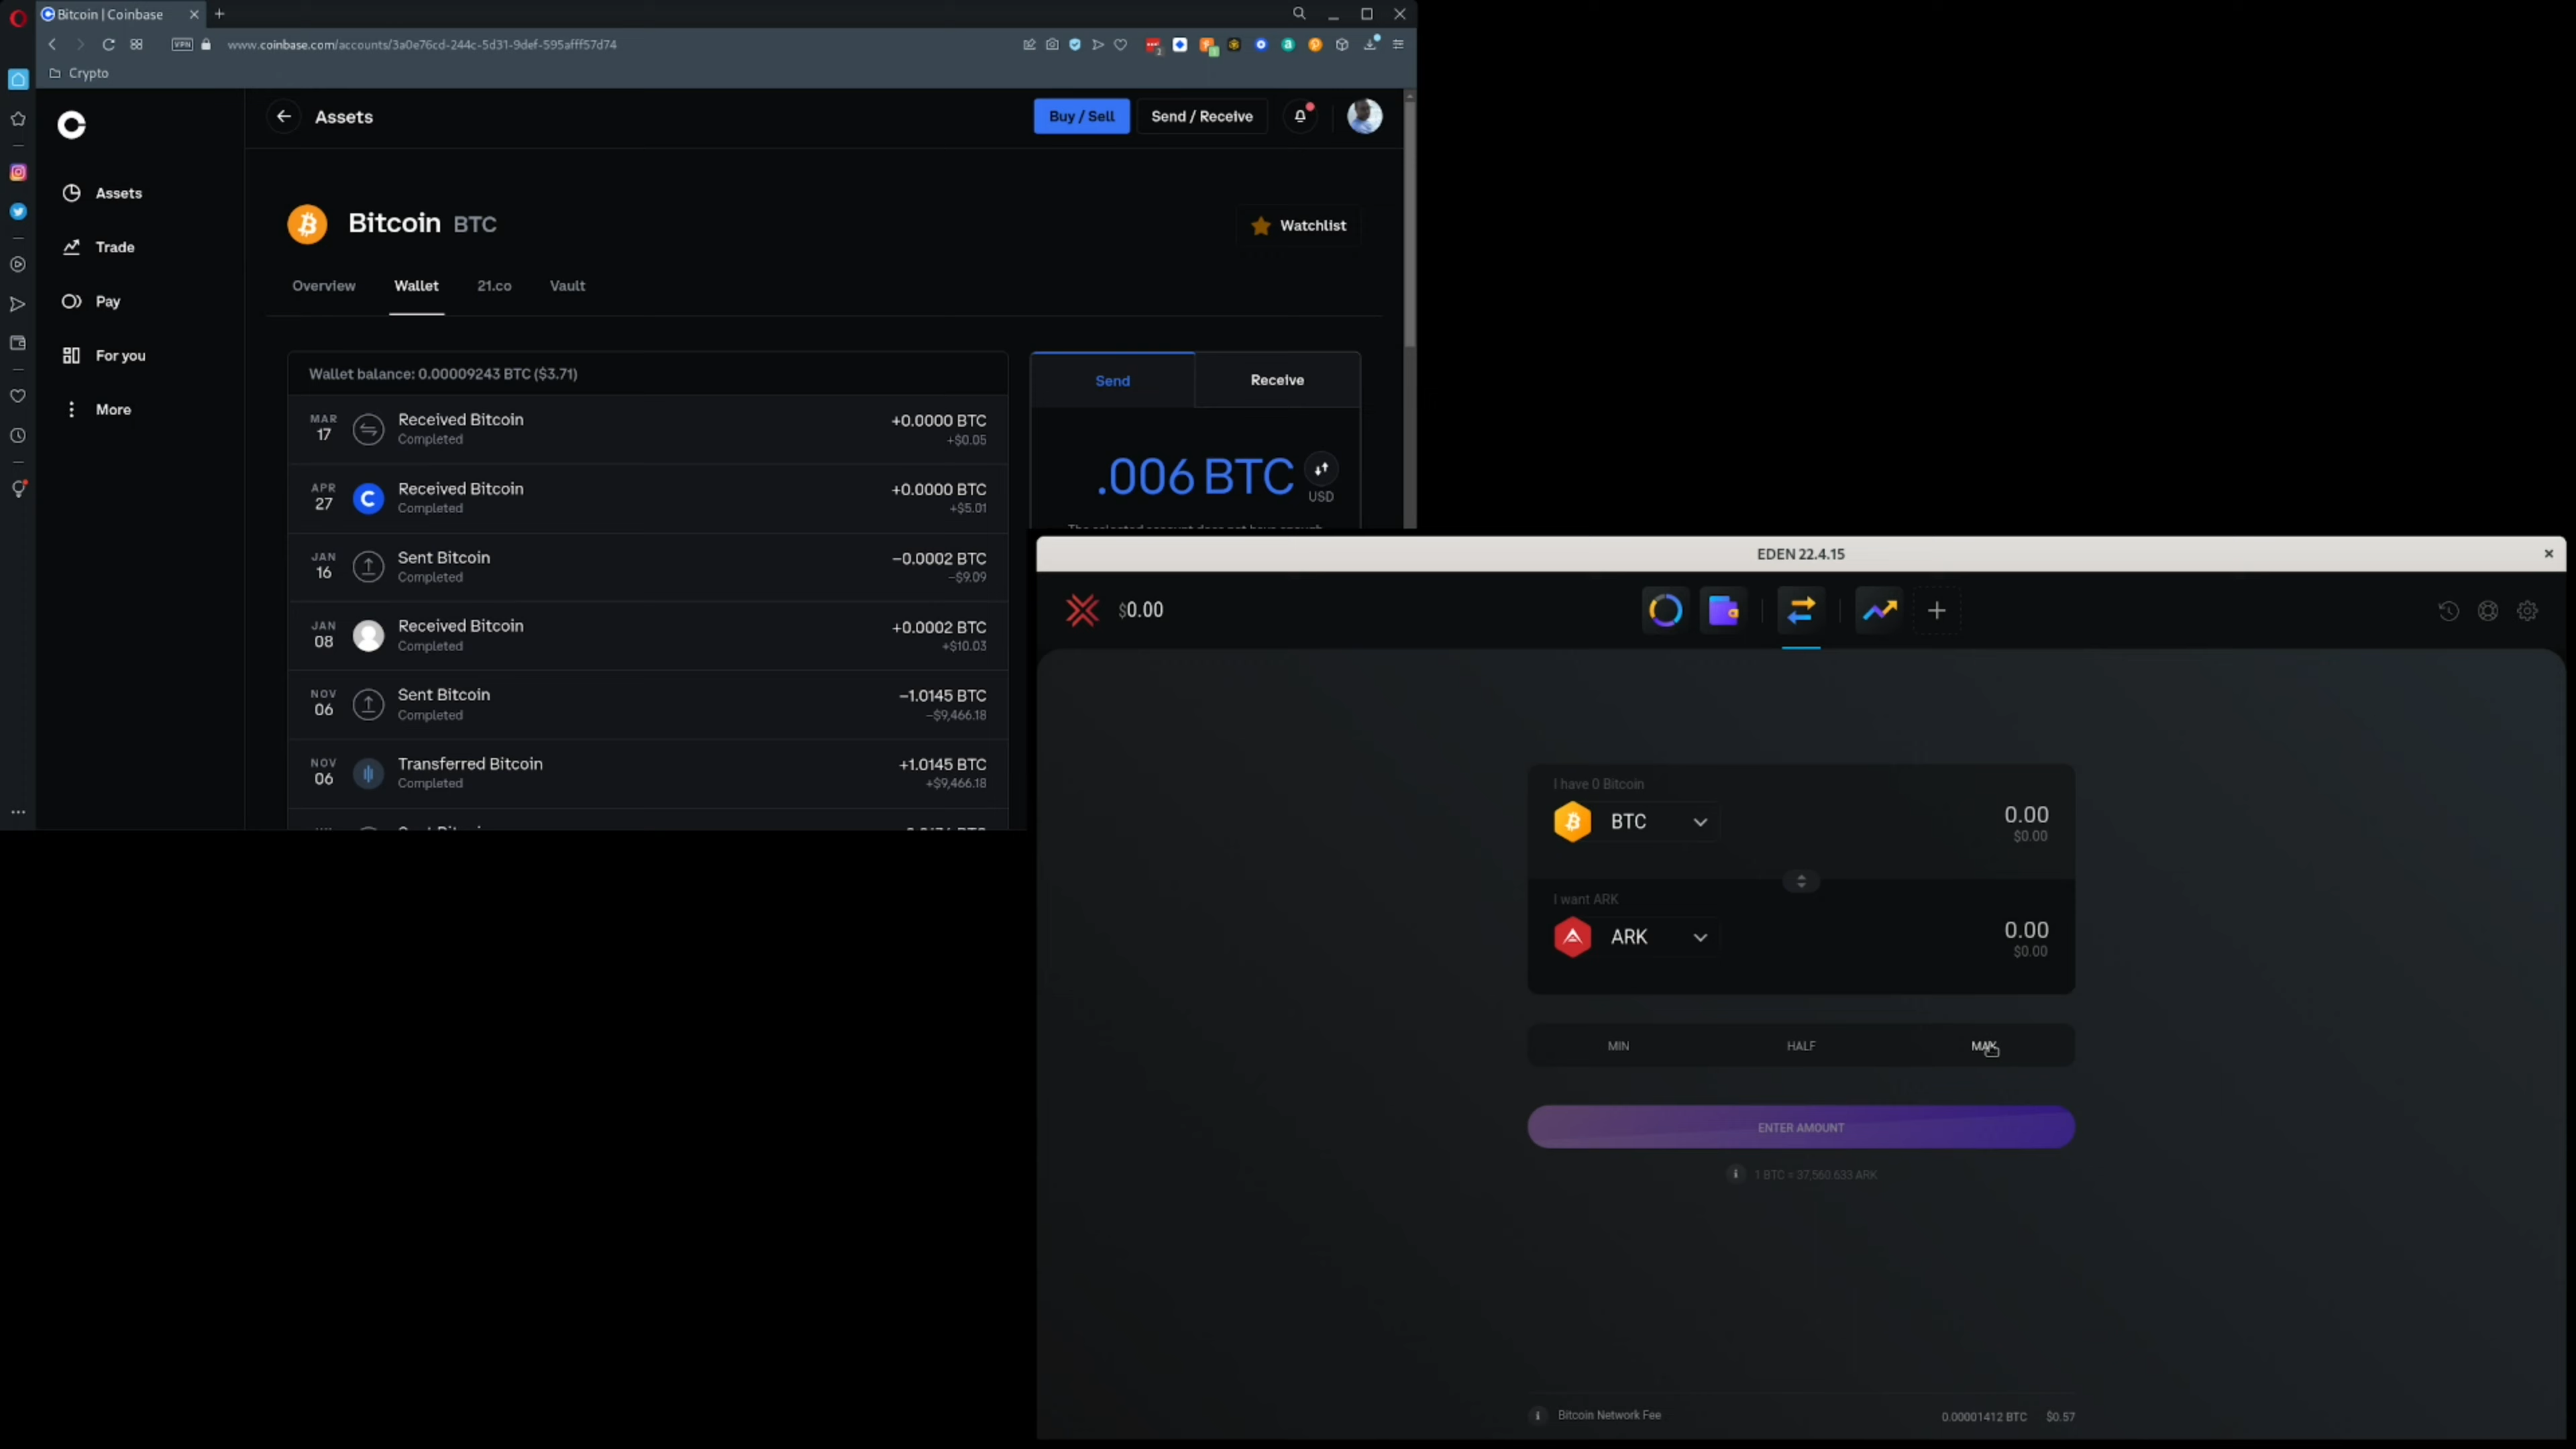 Bitcoin | Coinbase
VPN
www.coinbase.com/accounts/3a0e76cd-244c-5d31-9def-595afff57d74
Crypto
Assets
Trade
Pay
For you
More
Assets
Buy / Sell
Send / Receive
Bitcoin BTC
Watchlist
Overview
Wallet
21.co
Vault
Wallet balance: 0.00009243 BTC ($3.71)
MAR 17
Received Bitcoin
Completed
+0.0000 BTC
+$0.05
APR 27
Received Bitcoin
Completed
+0.0000 BTC
+$5.01
JAN 16
Sent Bitcoin
Completed
−0.0002 BTC
−$9.09
JAN 08
Received Bitcoin
Completed
+0.0002 BTC
+$10.03
NOV 06
Sent Bitcoin
Completed
−1.0145 BTC
−$9,466.18
NOV 06
Transferred Bitcoin
Completed
+1.0145 BTC
+$9,466.18
Send
Receive
.006 BTC
USD
EDEN 22.4.15
$0.00
I have 0 Bitcoin
BTC
0.00
$0.00
I want ARK
ARK
0.00
$0.00
MIN
HALF
MAX
ENTER AMOUNT
1 BTC = 37,560.633 ARK
Bitcoin Network Fee
0.00001412 BTC $0.57